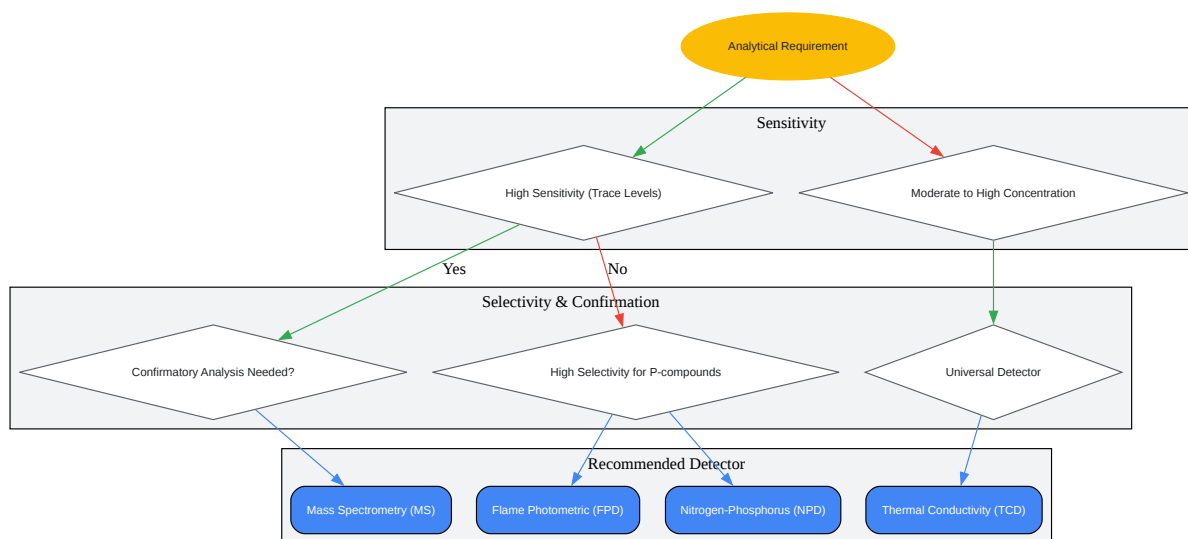 Analytical Requirement
Sensitivity
High Sensitivity (Trace Levels)
Moderate to High Concentration
Yes
No
Selectivity & Confirmation
Confirmatory Analysis Needed?
High Selectivity for P-compounds
Universal Detector
Recommended Detector
Mass Spectrometry (MS)
Flame Photometric (FPD)
Nitrogen-Phosphorus (NPD)
Thermal Conductivity (TCD)